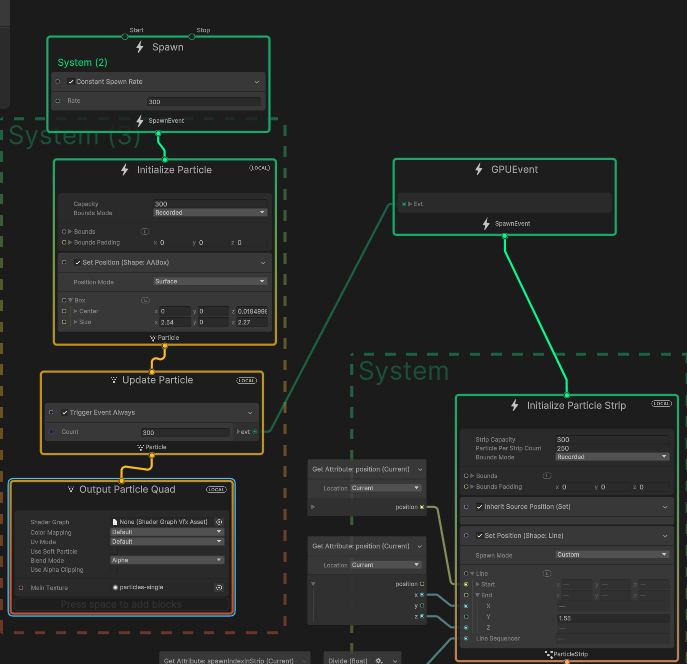 Start Stop
Spawn
System (2)
Constant Spawn Rate
Rate 300
SpawnEvent
System (3)
Initialize Particle LOCAL
Capacity 300
Bounds Mode Recorded
Bounds L
Bounds Padding x 0 y 0 z 0
Set Position (Shape: AABox)
Position Mode Surface
Box L
Center x 0 y 0 z 0.0194986
Size x 2.54 y 0 z 2.27
Particle
Update Particle LOCAL
Trigger Event Always
Count 300 evt
Particle
Output Particle Quad LOCAL
Shader Graph None (Shader Graph Vfx Asset)
Color Mapping Default
Uv Mode Default
Use Soft Particle
Blend Mode Alpha
Use Alpha Clipping
Main Texture particles-single
Press space to add blocks
GPUEvent
Evt
SpawnEvent
System
Initialize Particle Strip LOCAL
Strip Capacity 300
Particle Per Strip Count 250
Bounds Mode Recorded
Bounds L
Bounds Padding x 0 y 0 z 0
Inherit Source Position (Set)
Set Position (Shape: Line)
Spawn Mode Custom
Line L
Start x — y — z —
End
X —
Y 1.55
Z —
Line Sequencer —
ParticleStrip
Get Attribute: position (Current)
Location Current
position
Get Attribute: position (Current)
Location Current
position
x
y
z
Get Attribute: spawnIndexInStrip (Current)
Divide (float)